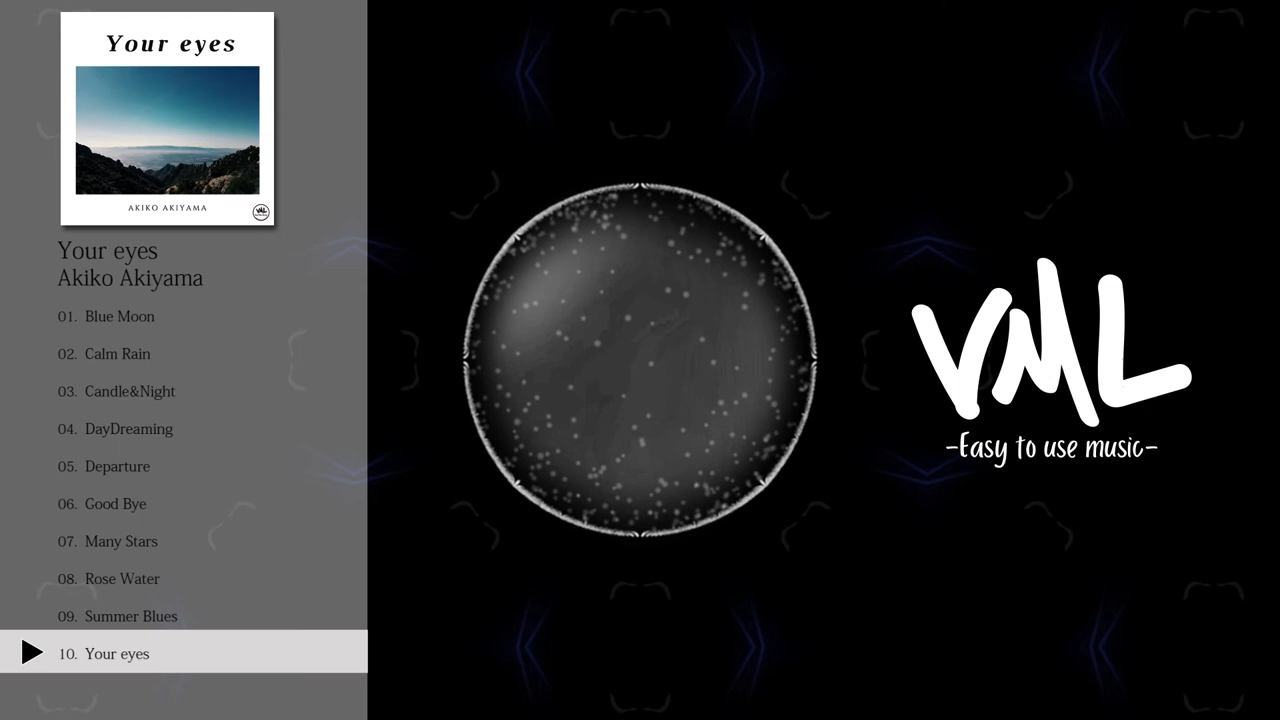 Your eyes
AKIKO AKIYAMA
VML
Your eyes
Akiko Akiyama
01. Blue Moon
02. Calm Rain
03. Candle&Night
04. DayDreaming
05. Departure
06. Good Bye
07. Many Stars
08. Rose Water
09. Summer Blues
10. Your eyes
VML
-Easy to use music-